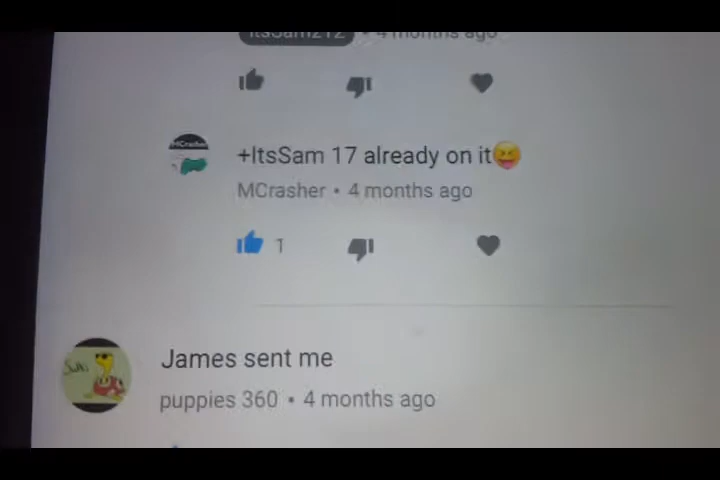 ItsSam212 • 4 months ago
MCrasher
+ItsSam 17 already on it😝
MCrasher • 4 months ago
1
James sent me
puppies 360 • 4 months ago